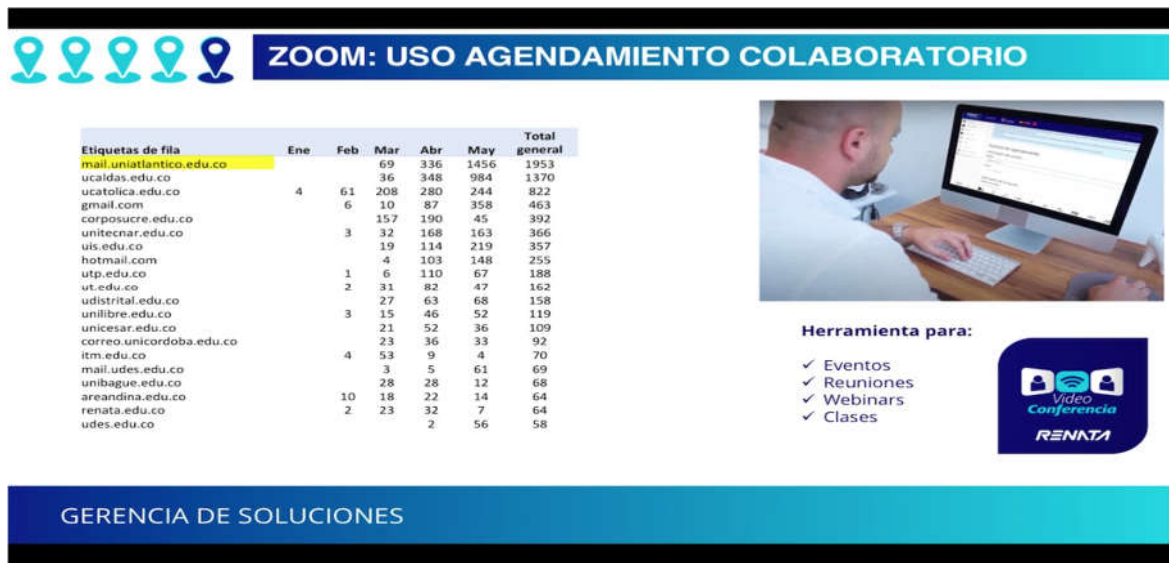 ZOOM: USO AGENDAMIENTO COLABORATORIO
Etiquetas de fila Ene Feb Mar Abr May Total general
mail.uniatlantico.edu.co 69 336 1456 1953
ucaldas.edu.co 36 348 984 1370
ucatolica.edu.co 4 61 208 280 244 822
gmail.com 6 10 87 358 463
corposucre.edu.co 157 190 45 392
unitecnar.edu.co 3 32 168 163 366
uis.edu.co 19 114 219 357
hotmail.com 4 103 148 255
utp.edu.co 1 6 110 67 188
ut.edu.co 2 31 82 47 162
udistrital.edu.co 27 63 68 158
unilibre.edu.co 3 15 46 52 119
unicesar.edu.co 21 52 36 109
correo.unicordoba.edu.co 23 36 33 92
itm.edu.co 4 53 9 4 70
mail.udes.edu.co 3 5 61 69
unibague.edu.co 28 28 12 68
areandina.edu.co 10 18 22 14 64
renata.edu.co 2 23 32 7 64
udes.edu.co 2 56 58
Herramienta para:
✓ Eventos
✓ Reuniones
✓ Webinars
✓ Clases
Video
Conferencia
RENATA
GERENCIA DE SOLUCIONES